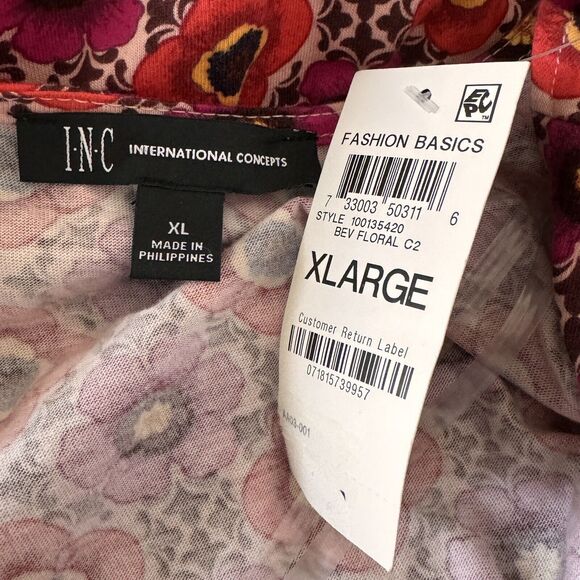 I·N·C INTERNATIONAL CONCEPTS
XL
MADE IN
PHILIPPINES
EPC™
FASHION BASICS
7 33003 50311 6
STYLE 100135420
BEV FLORAL C2
XLARGE
Customer Return Label
071815739957